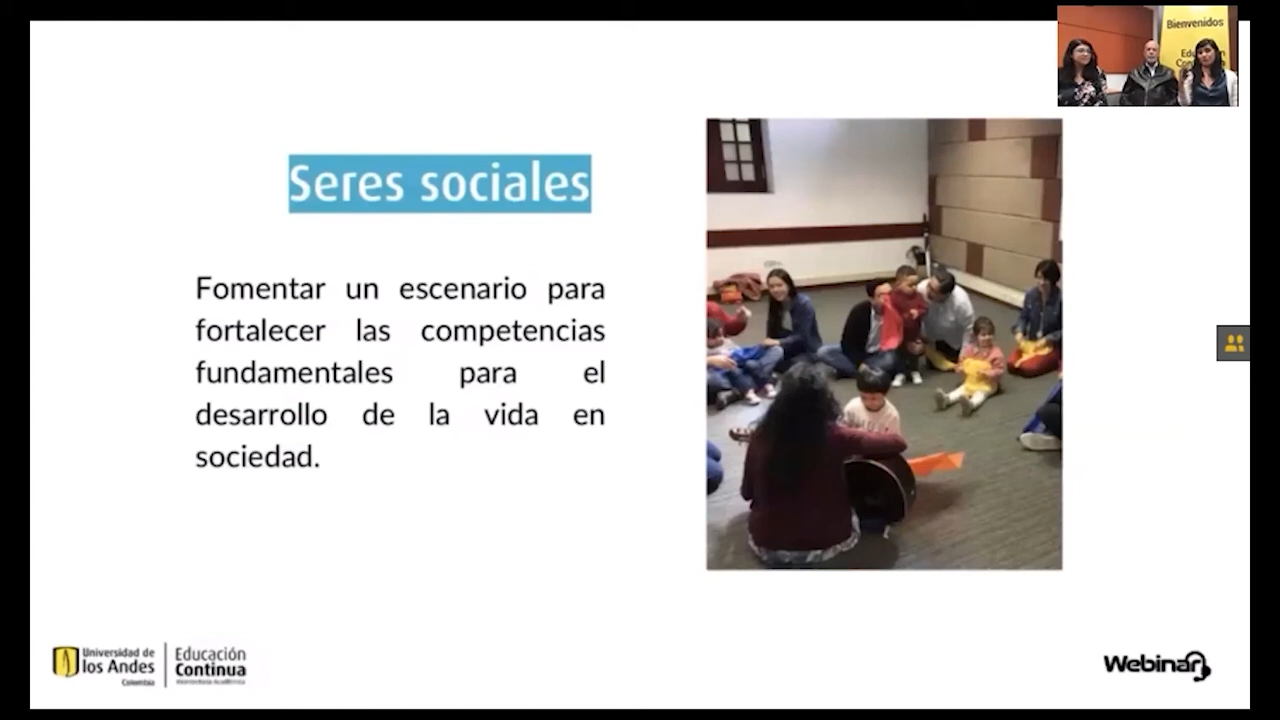 Bienvenidos
Seres sociales
Fomentar un escenario para
fortalecer las competencias
fundamentales para el
desarrollo de la vida en
sociedad.
Universidad de
los Andes
Colombia
Educación
Continua
Webinar